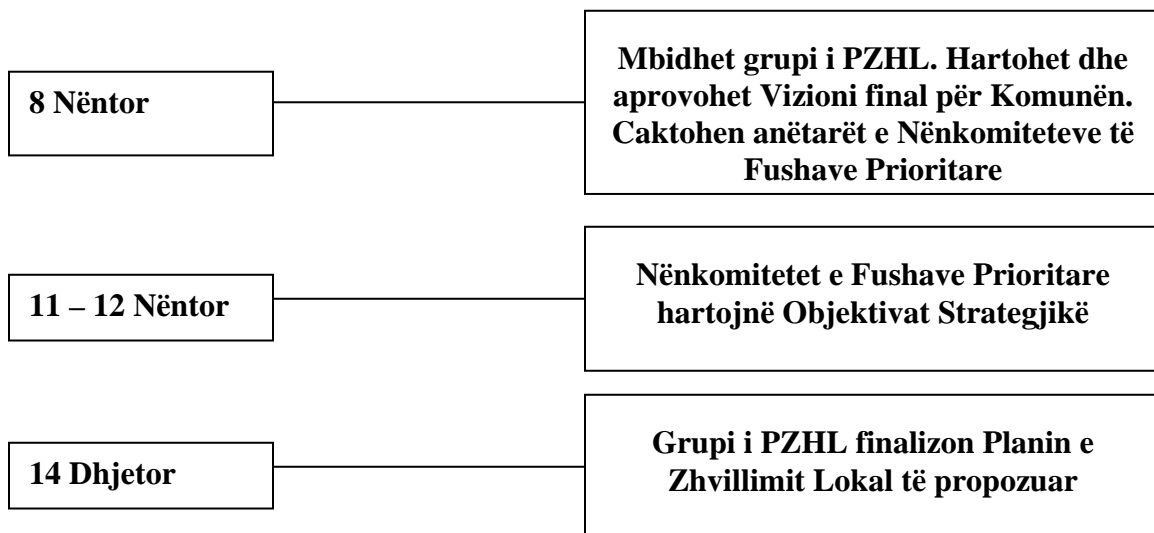 8 Nëntor
Mbidhet grupi i PZHL. Hartohet dhe
aprovohet Vizioni final për Komunën.
Caktohen anëtarët e Nënkomiteteve të
Fushave Prioritare
11 – 12 Nëntor
Nënkomitetet e Fushave Prioritare
hartojnë Objektivat Strategjikë
14 Dhjetor
Grupi i PZHL finalizon Planin e
Zhvillimit Lokal të propozuar